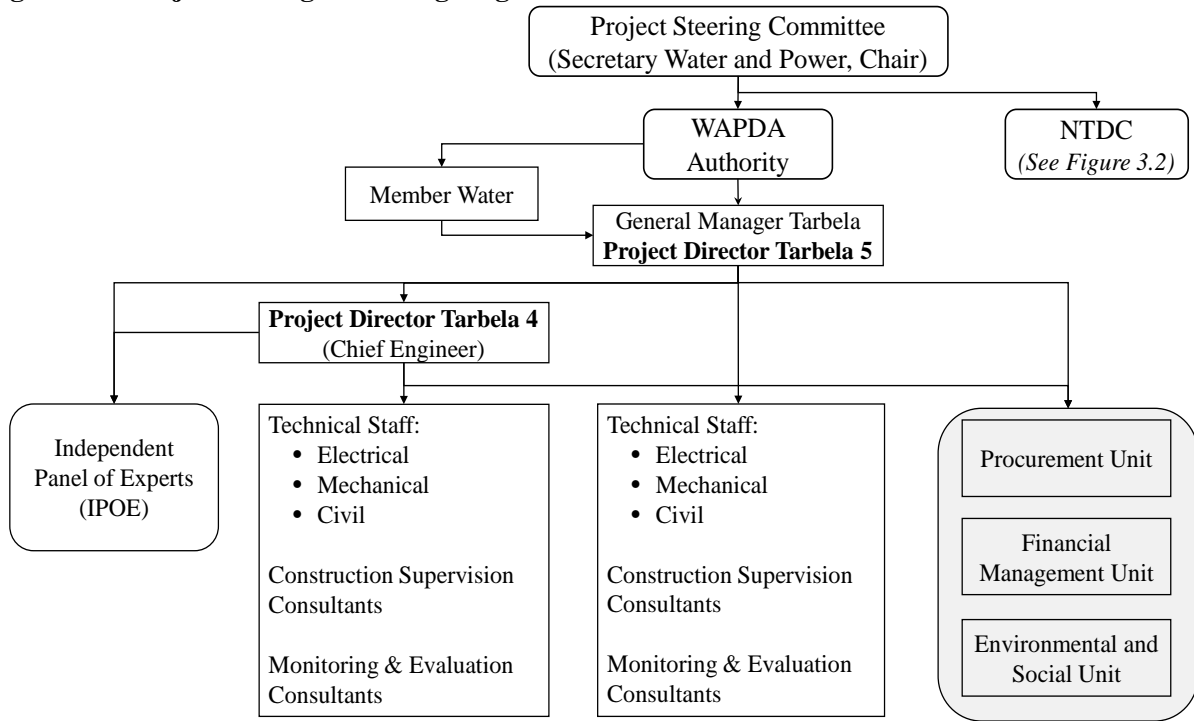 Project Steering Committee
(Secretary Water and Power, Chair)
WAPDA
Authority
NTDC
(See Figure 3.2)
Member Water
General Manager Tarbela
Project Director Tarbela 5
Project Director Tarbela 4
(Chief Engineer)
Independent
Panel of Experts
(IPOE)
Technical Staff:
• Electrical
• Mechanical
• Civil
Construction Supervision
Consultants
Monitoring & Evaluation
Consultants
Technical Staff:
• Electrical
• Mechanical
• Civil
Construction Supervision
Consultants
Monitoring & Evaluation
Consultants
Procurement Unit
Financial
Management Unit
Environmental and
Social Unit